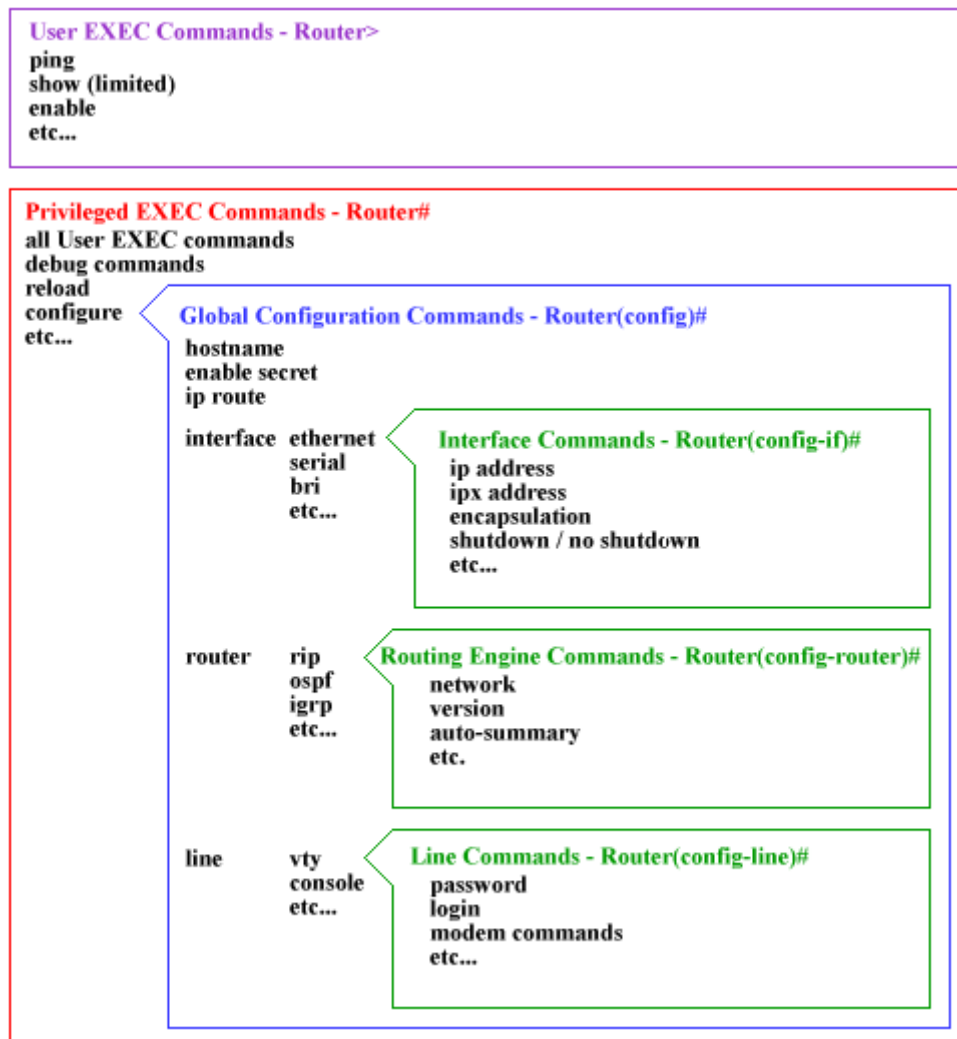 User EXEC Commands - Router>
ping
show (limited)
enable
etc...
Privileged EXEC Commands - Router#
all User EXEC commands
debug commands
reload
configure
etc...
Global Configuration Commands - Router(config)#
hostname
enable secret
ip route
interface ethernet
serial
bri
etc...
Interface Commands - Router(config-if)#
ip address
ipx address
encapsulation
shutdown / no shutdown
etc...
router rip
ospf
igrp
etc...
Routing Engine Commands - Router(config-router)#
network
version
auto-summary
etc.
line vty
console
etc...
Line Commands - Router(config-line)#
password
login
modem commands
etc...